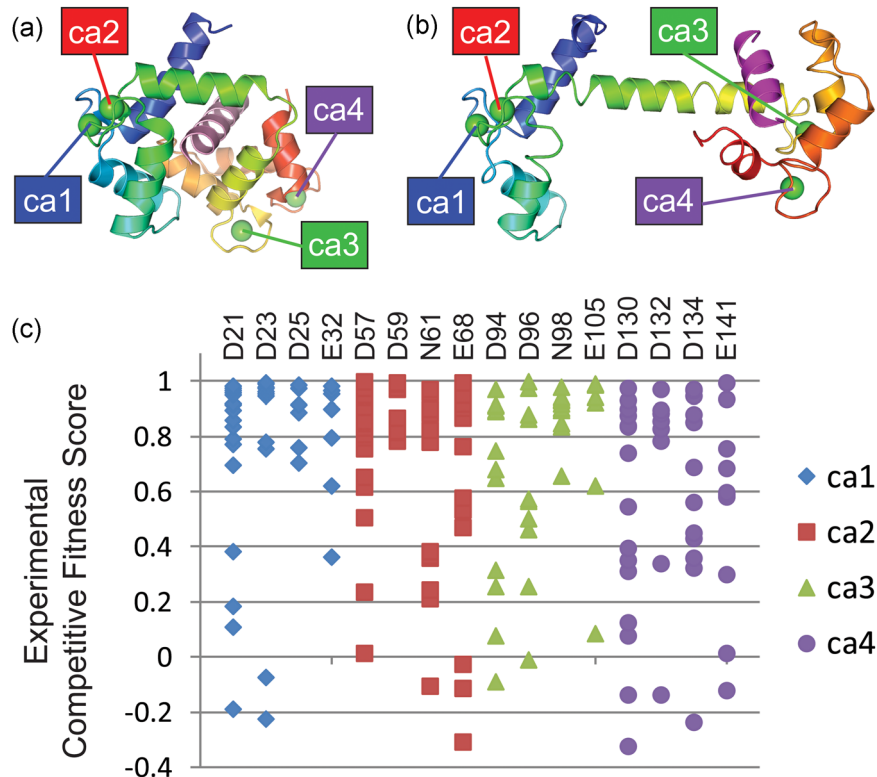 (a)
ca2
ca1
ca4
ca3
(b)
ca2
ca3
ca1
ca4
(c)
D21 D23 D25 E32 D57 D59 N61 E68 D94 D96 N98 E105 D130 D132 D134 E141
Experimental
Competitive Fitness Score
1
0.8
0.6
0.4
0.2
0
-0.2
-0.4
ca1
ca2
ca3
ca4